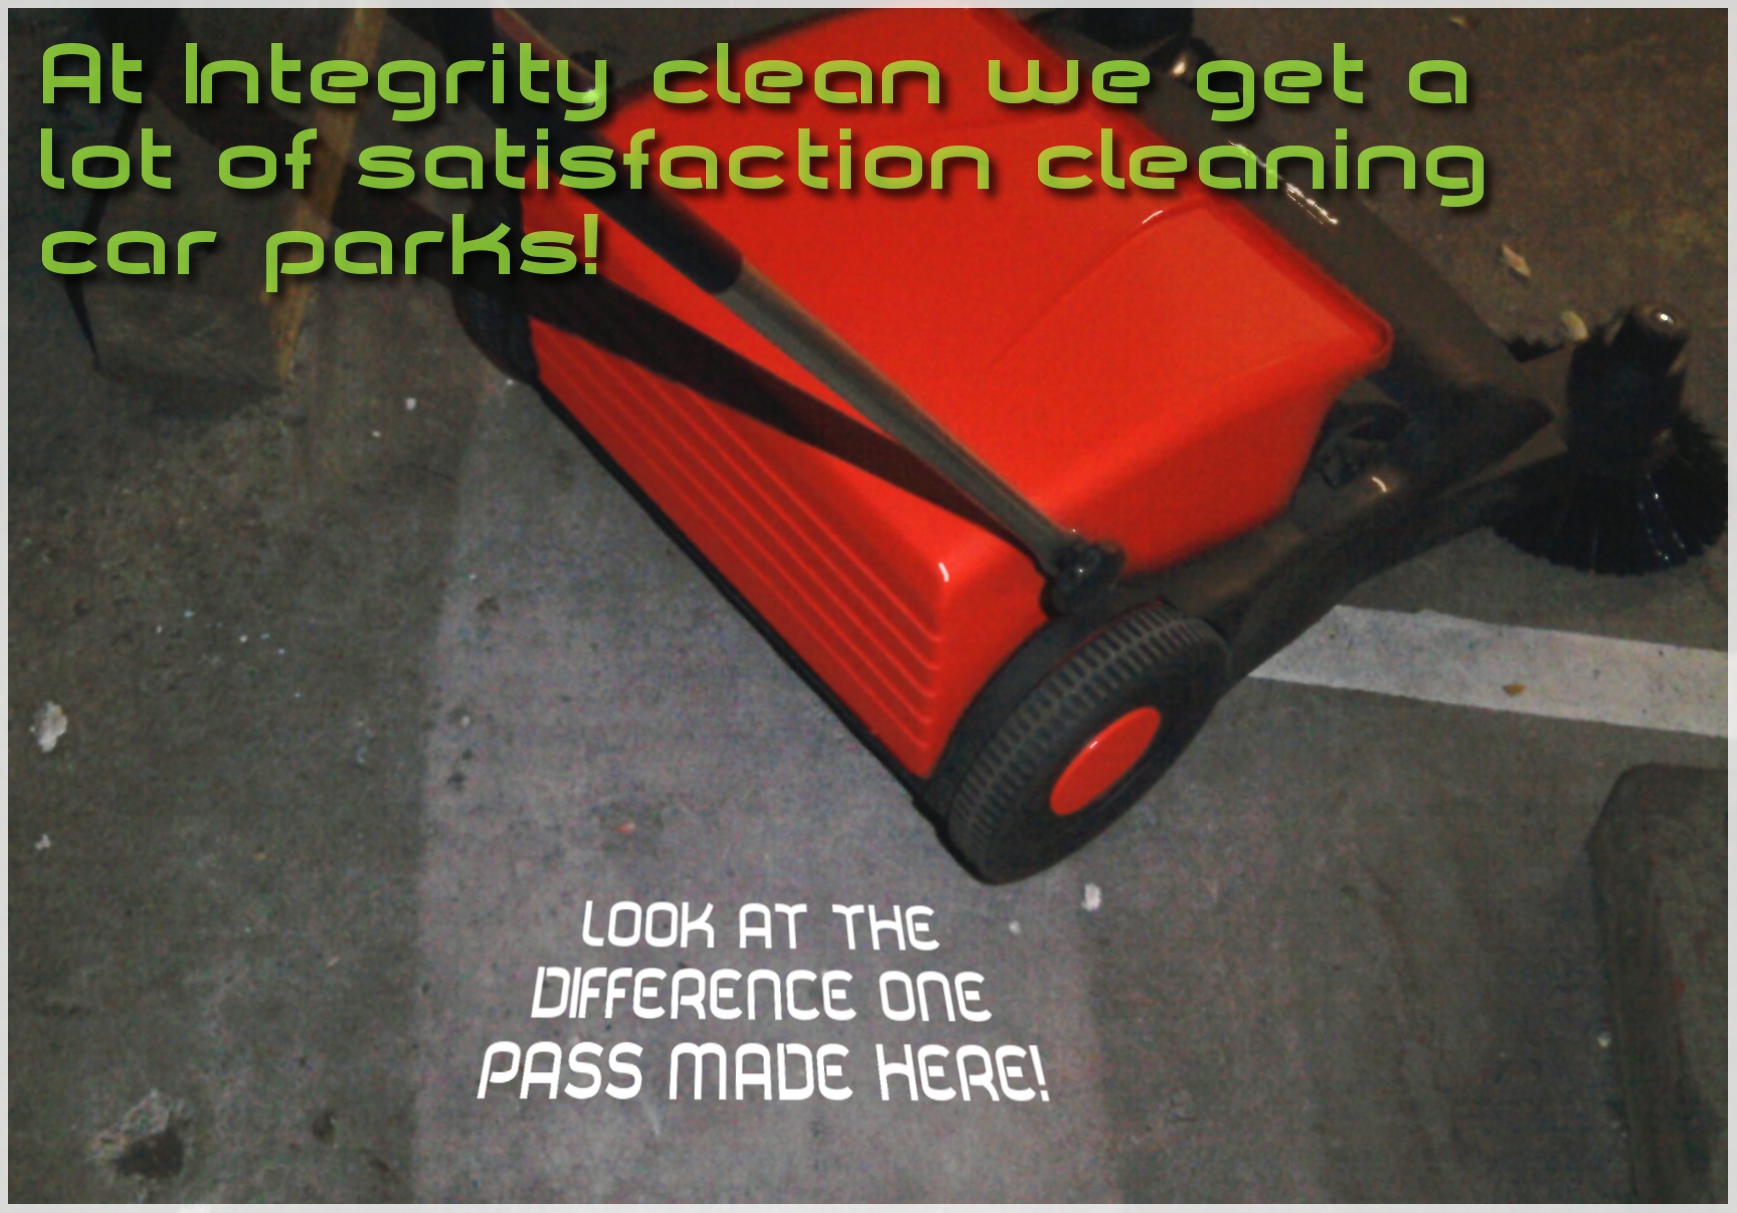 At Integrity clean we get a
lot of satisfaction cleaning
car parks!
LOOK AT THE
DIFFERENCE ONE
PASS MADE HERE!